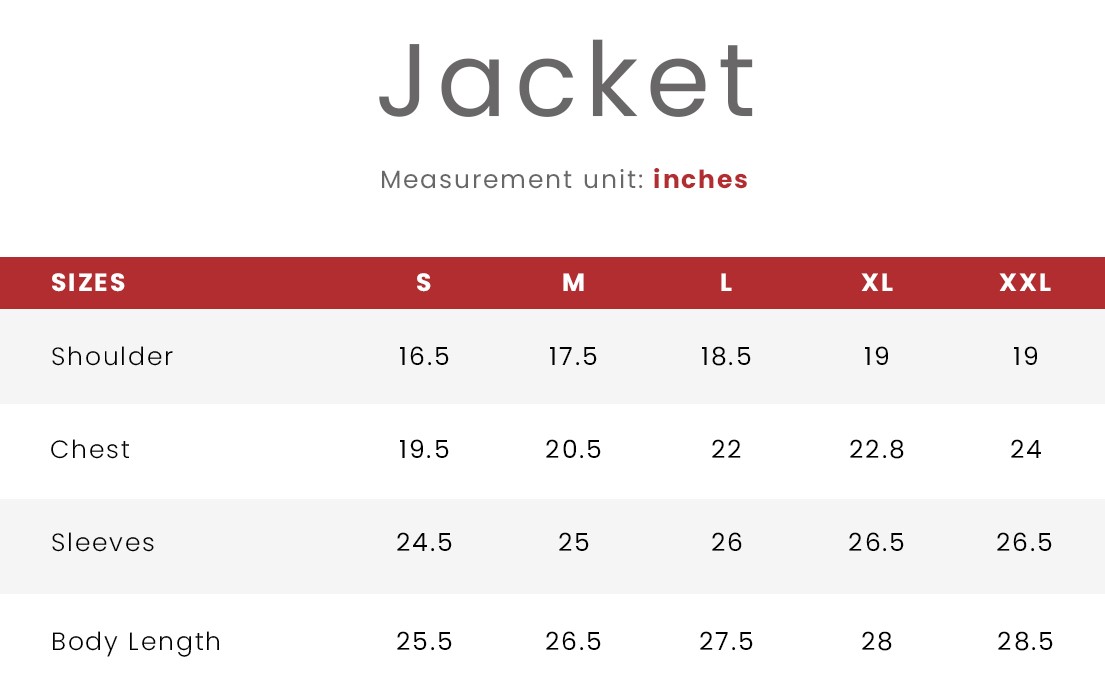 Jacket
Measurement unit: inches
SIZES S M L XL XXL
Shoulder 16.5 17.5 18.5 19 19
Chest 19.5 20.5 22 22.8 24
Sleeves 24.5 25 26 26.5 26.5
Body Length 25.5 26.5 27.5 28 28.5